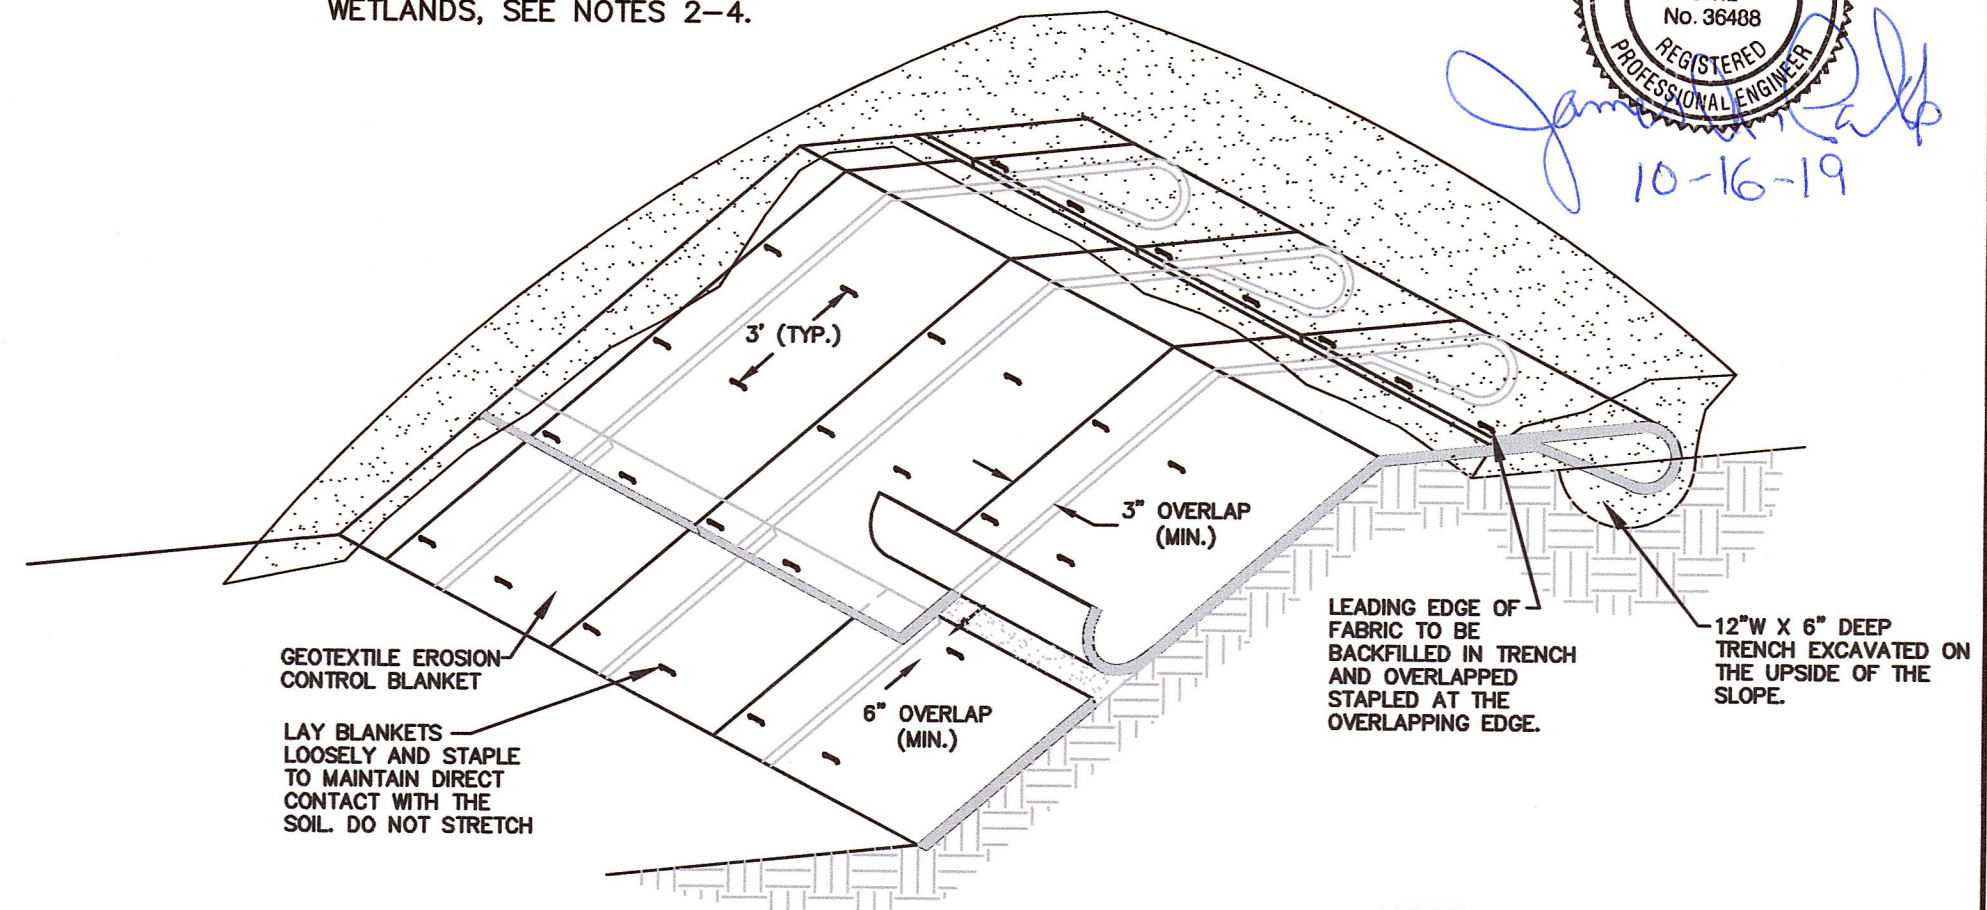 WETLANDS, SEE NOTES 2–4.
No. 36488
REGISTERED
PROFESSIONAL ENGINEER
10-16-19
3' (TYP.)
3" OVERLAP
(MIN.)
GEOTEXTILE EROSION
CONTROL BLANKET
LAY BLANKETS
LOOSELY AND STAPLE
TO MAINTAIN DIRECT
CONTACT WITH THE
SOIL. DO NOT STRETCH
6" OVERLAP
(MIN.)
LEADING EDGE OF
FABRIC TO BE
BACKFILLED IN TRENCH
AND OVERLAPPED
STAPLED AT THE
OVERLAPPING EDGE.
12"W X 6" DEEP
TRENCH EXCAVATED ON
THE UPSIDE OF THE
SLOPE.